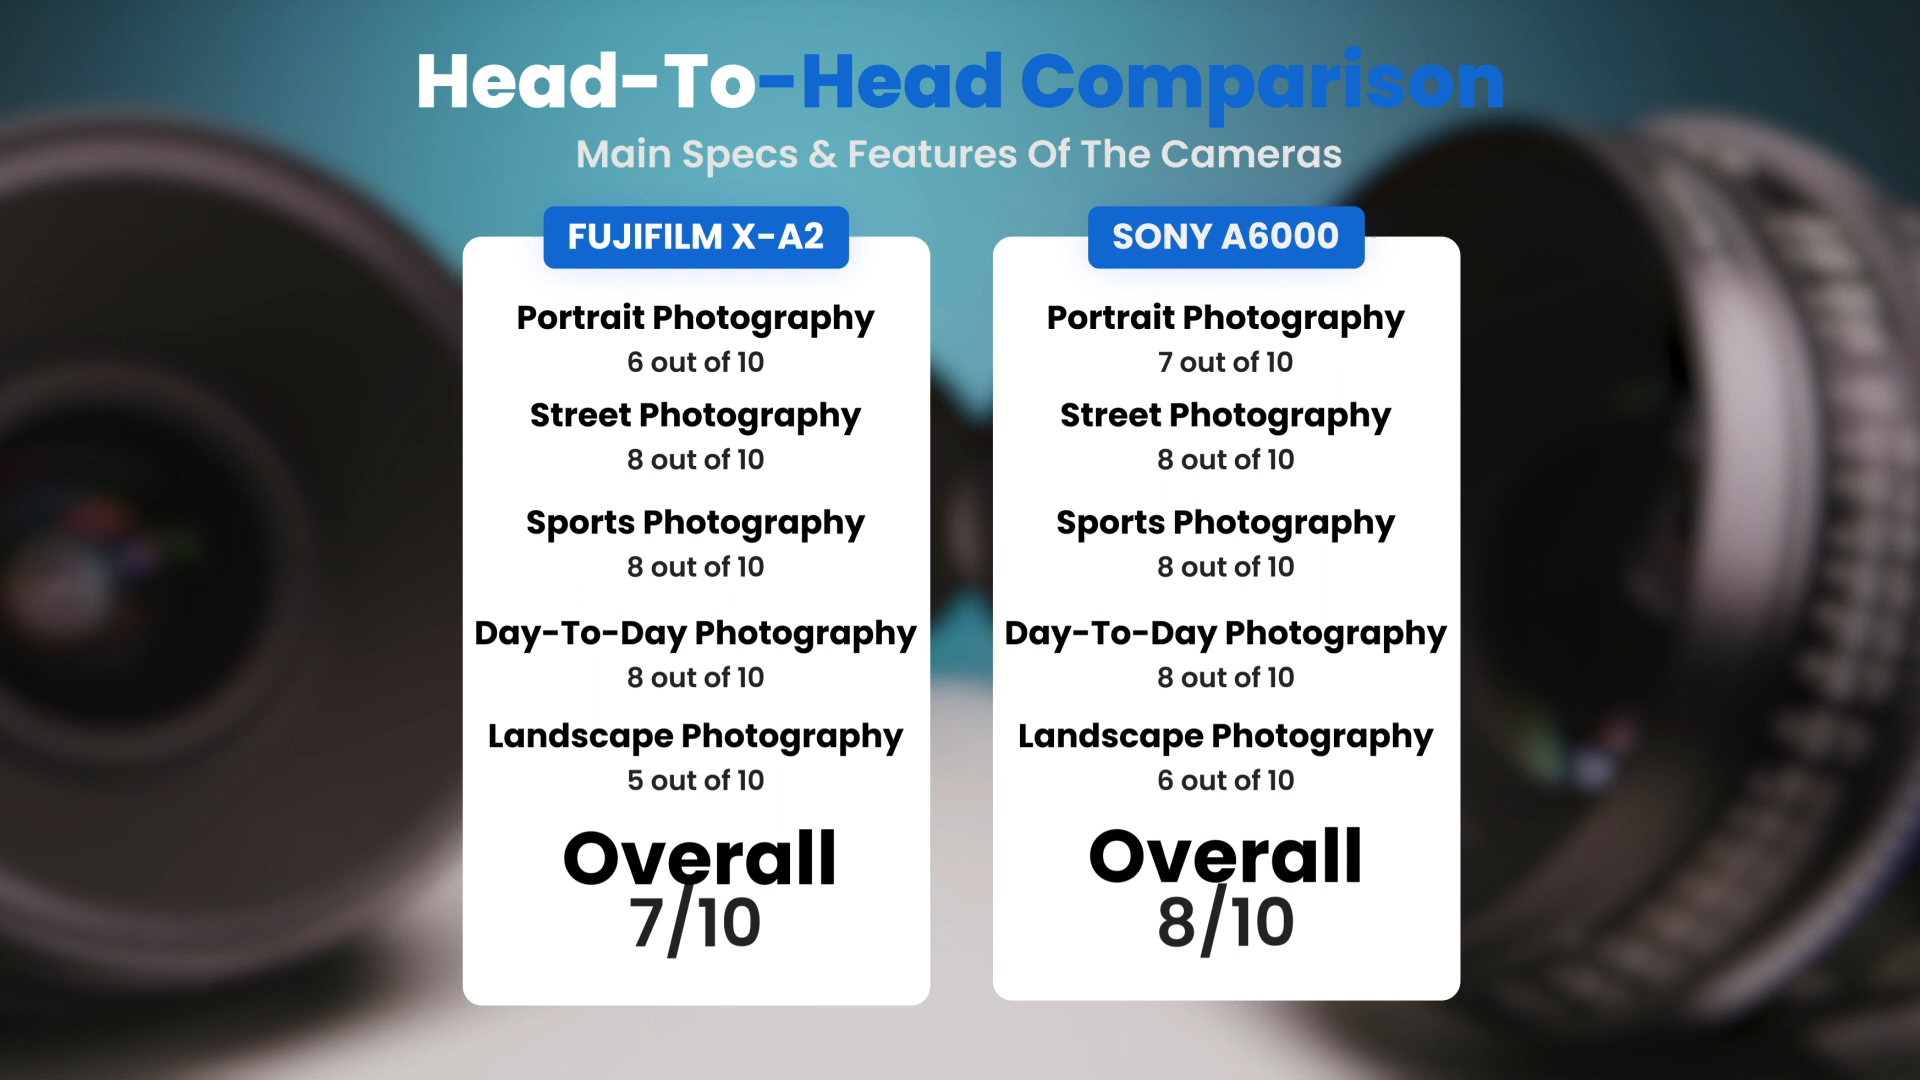 Head-To-Head Comparison
Main Specs & Features Of The Cameras
FUJIFILM X-A2
Portrait Photography
6 out of 10
Street Photography
8 out of 10
Sports Photography
8 out of 10
Day-To-Day Photography
8 out of 10
Landscape Photography
5 out of 10
Overall
7/10
SONY A6000
Portrait Photography
7 out of 10
Street Photography
8 out of 10
Sports Photography
8 out of 10
Day-To-Day Photography
8 out of 10
Landscape Photography
6 out of 10
Overall
8/10